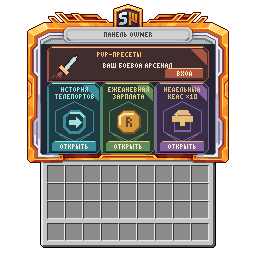 SW
ПАНЕЛЬ OWNER
PVP-ПРЕСЕТЫ
ВАШ БОЕВОЙ АРСЕНАЛ
ВХОД
ИСТОРИЯ
ТЕЛЕПОРТОВ
ОТКРЫТЬ
ЕЖЕДНЕВНАЯ
ЗАРПЛАТА
ОТКРЫТЬ
НЕДЕЛЬНЫЙ
КЕЙС ×10
ОТКРЫТЬ